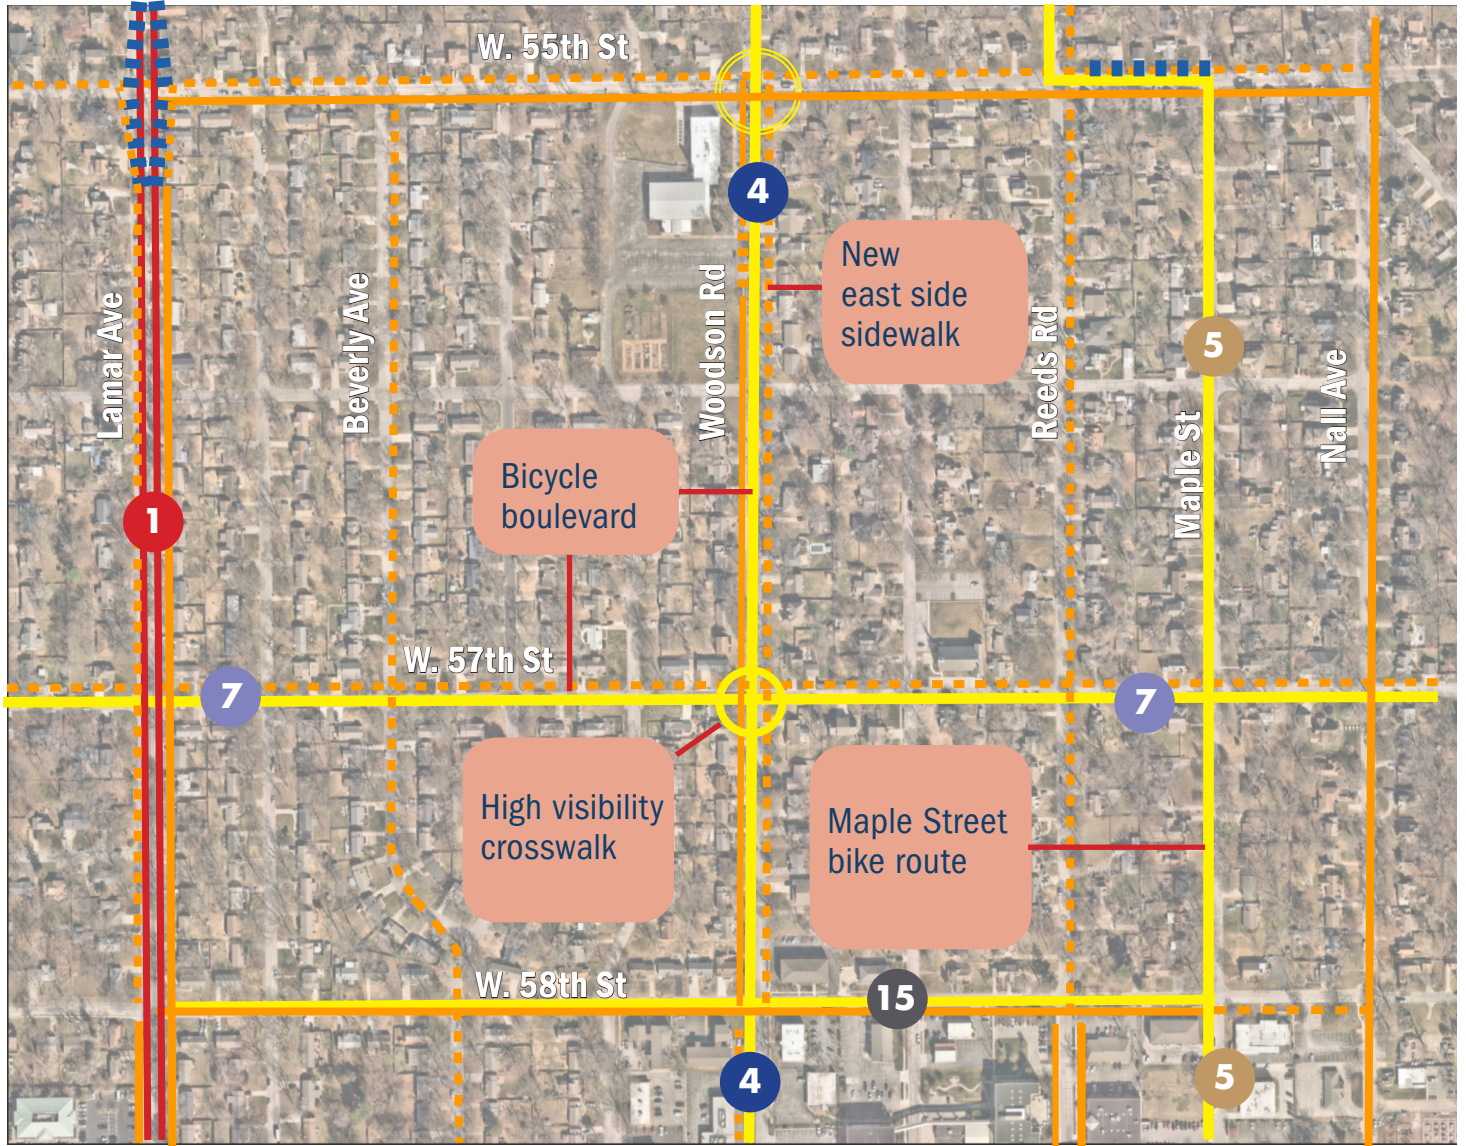 W. 55th St
4
New
east side
sidewalk
Lamar Ave
Beverly Ave
Woodson Rd
Reeds Rd
5
Maple St
Nall Ave
Bicycle
boulevard
1
W. 57th St
7
7
High visibility
crosswalk
Maple Street
bike route
W. 58th St
15
4
5